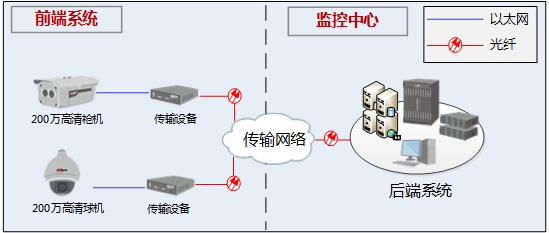 前端系统
监控中心
以太网
光纤
200万高清枪机
传输设备
传输网络
后端系统
200万高清球机
传输设备